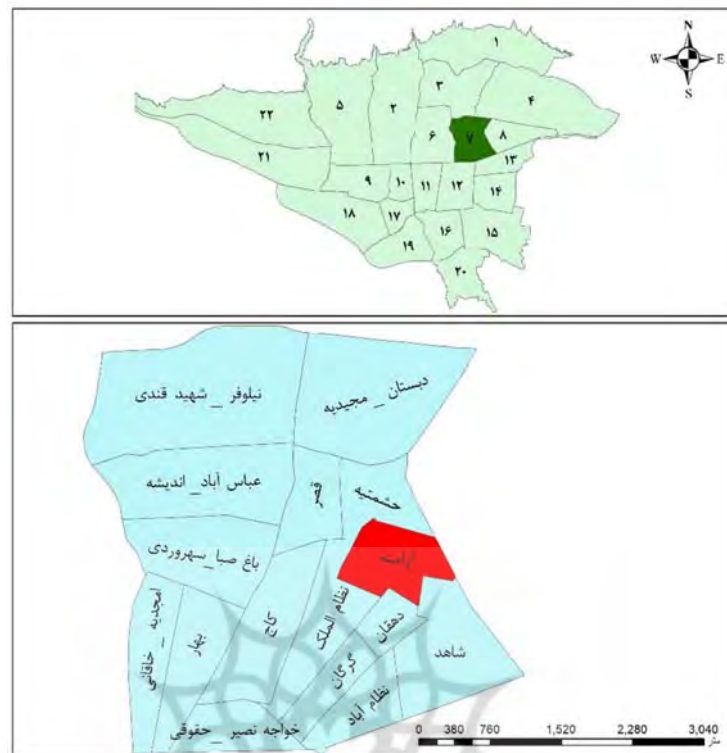 N
W E
S
۱
۳
۴
۵
۲
۲۲
۶
۷
۸
۲۱
۱۳
۹
۱۰
۱۱
۱۲
۱۴
۱۸
۱۷
۱۶
۱۵
۱۹
۲۰
نیلوفر _ شهید قندی
دبستان _ مجیدیه
عباس آباد _ اندیشه
قصر
حشمتیه
باغ صبا_سهروردی
ارامنه
امجدیه _ خاقانی
بهار
کاج
نظام الملک
دهقان
گرگان
شاهد
نظام آباد
خواجه نصیر _ حقوقی
0 380 760 1,520 2,280 3,040